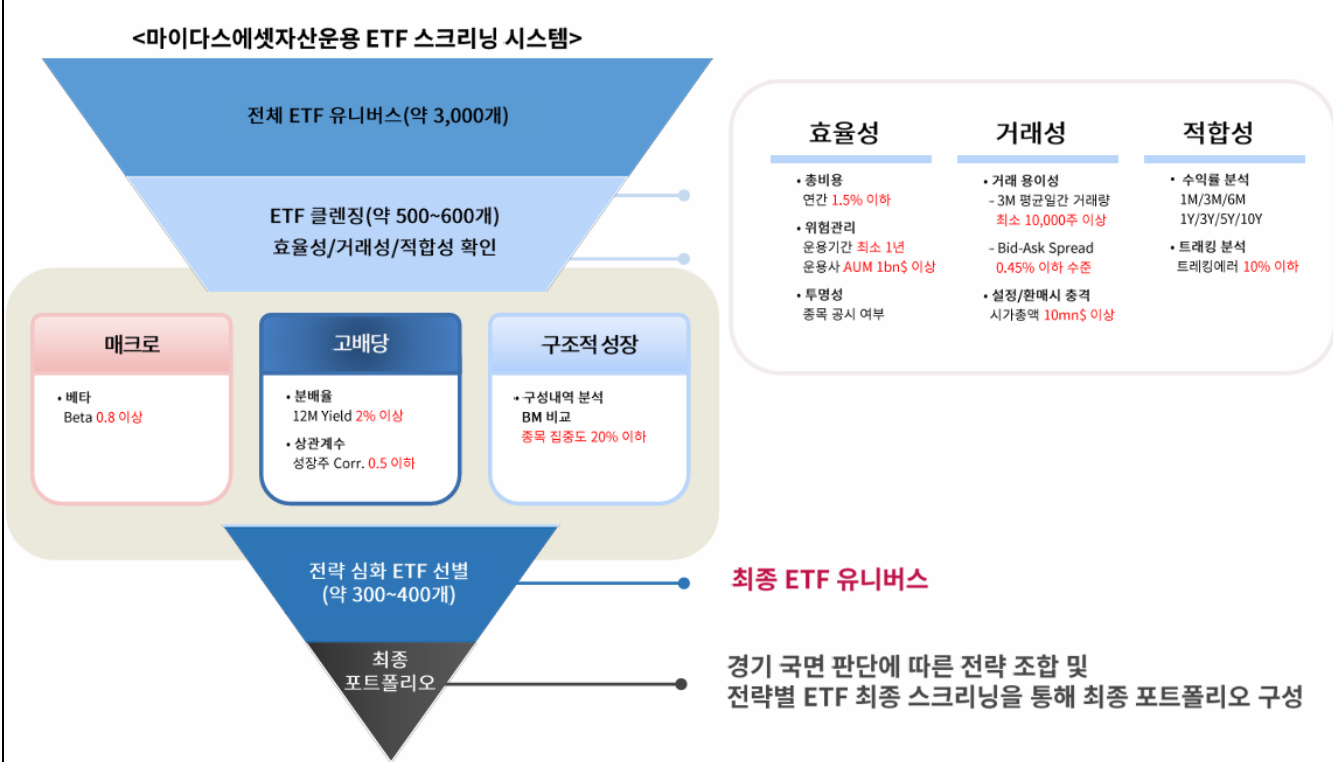 <마이다스에셋자산운용 ETF 스크리닝 시스템>
전체 ETF 유니버스(약 3,000개)
ETF 클렌징(약 500~600개)
효율성/거래성/적합성 확인
효율성
• 총비용
연간 1.5% 이하
• 위험관리
운용기간 최소 1년
운용사 AUM 1bn$ 이상
• 투명성
종목 공시 여부
거래성
• 거래 용이성
- 3M 평균일간 거래량
최소 10,000주 이상
- Bid-Ask Spread
0.45% 이하 수준
• 설정/환매시 충격
시가총액 10mn$ 이상
적합성
• 수익률 분석
1M/3M/6M
1Y/3Y/5Y/10Y
• 트래킹 분석
트레킹에러 10% 이하
매크로
• 베타
Beta 0.8 이상
고배당
• 분배율
12M Yield 2% 이상
• 상관계수
성장주 Corr. 0.5 이하
구조적 성장
• 구성내역 분석
BM 비교
종목 집중도 20% 이하
전략 심화 ETF 선별
(약 300~400개)
최종 ETF 유니버스
최종
포트폴리오
경기 국면 판단에 따른 전략 조합 및
전략별 ETF 최종 스크리닝을 통해 최종 포트폴리오 구성